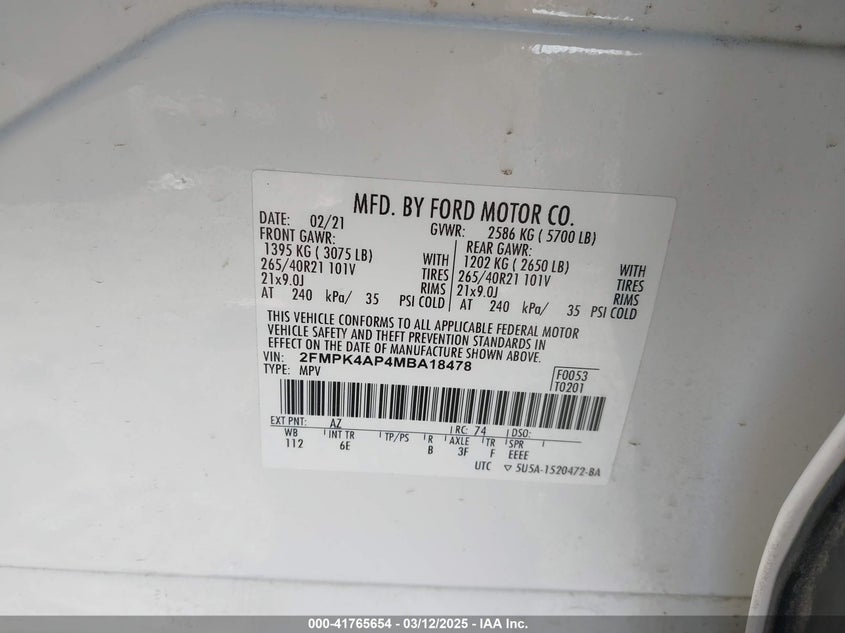 MFD. BY FORD MOTOR CO.
DATE: 02/21 GVWR: 2586 KG ( 5700 LB)
FRONT GAWR: REAR GAWR:
1395 KG ( 3075 LB) WITH 1202 KG ( 2650 LB) WITH
265/40R21 101V TIRES 265/40R21 101V TIRES
21x9.0J RIMS 21x9.0J RIMS
AT 240 kPa/ 35 PSI COLD AT 240 kPa/ 35 PSI COLD
THIS VEHICLE CONFORMS TO ALL APPLICABLE FEDERAL MOTOR
VEHICLE SAFETY AND THEFT PREVENTION STANDARDS IN
EFFECT ON THE DATE OF MANUFACTURE SHOWN ABOVE.
VIN: 2FMPK4AP4MBA18478
TYPE: MPV F0053
T0201
EXT PNT: AZ RC: 74 DSO:
WB INT TR TP/PS R AXLE TR SPR
112 6E B 3F F EEEE
UTC ▽ 5U5A-1520472-BA
000-41765654 - 03/12/2025 - IAA Inc.